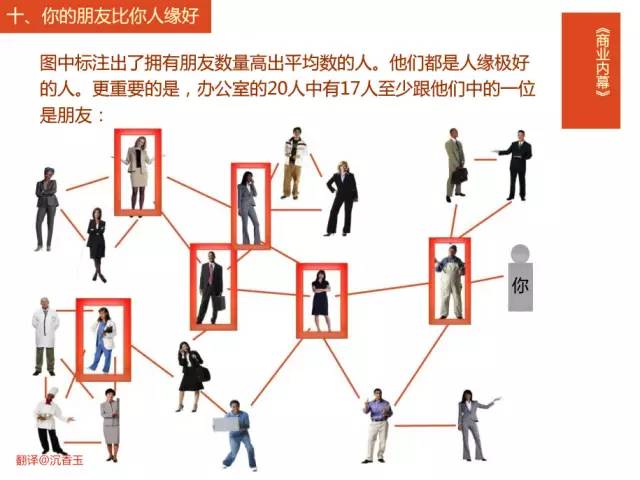 十、你的朋友比你人缘好
《商业内幕》
图中标注出了拥有朋友数量高出平均数的人。他们都是人缘极好
的人。更重要的是，办公室的20人中有17人至少跟他们中的一位
是朋友：
你
翻译@沉香玉